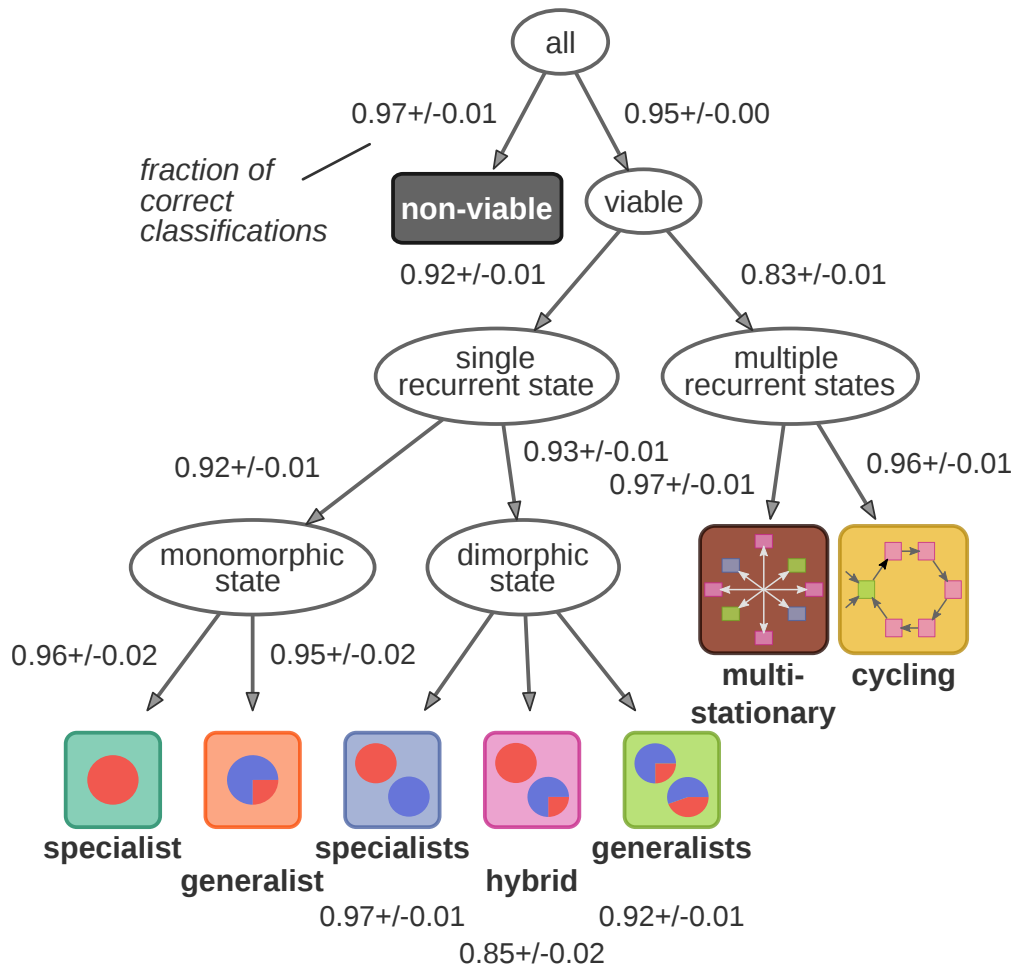 all
0.97+/-0.01
0.95+/-0.00
fraction of
correct
classifications
non-viable
viable
0.92+/-0.01
0.83+/-0.01
single
recurrent state
multiple
recurrent states
0.92+/-0.01
0.93+/-0.01
0.97+/-0.01
0.96+/-0.01
monomorphic
state
dimorphic
state
0.96+/-0.02
0.95+/-0.02
multi-
stationary
cycling
specialist
generalist
specialists
hybrid
generalists
0.97+/-0.01
0.85+/-0.02
0.92+/-0.01